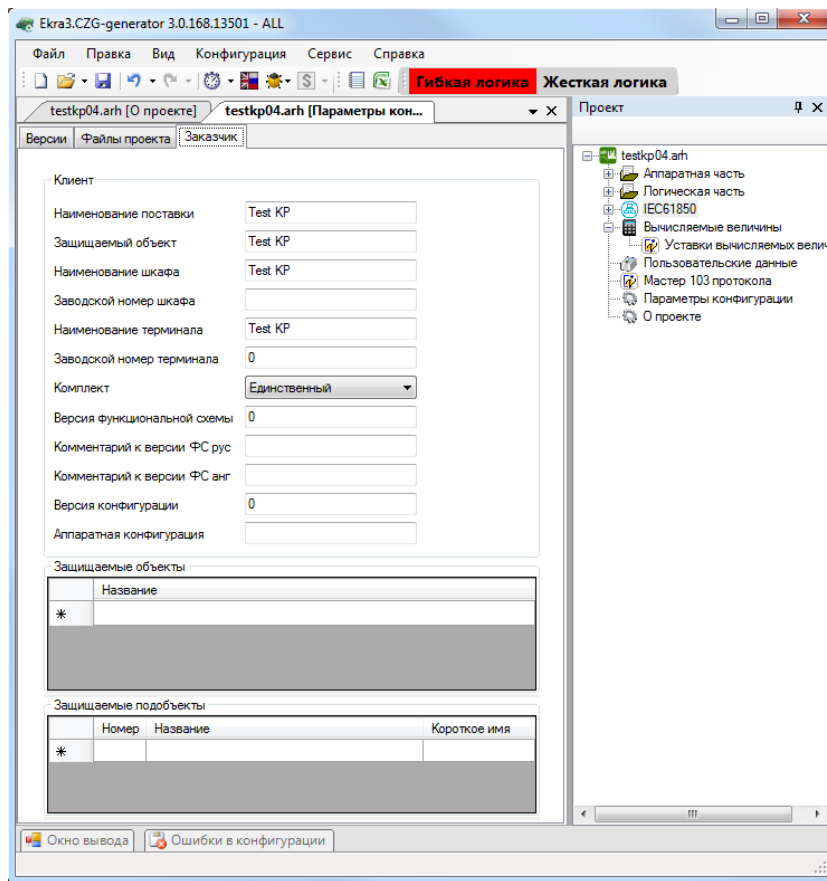 Ekra3.CZG-generator 3.0.168.13501 - ALL
Файл Правка Вид Конфигурация Сервис Справка
Гибкая логика Жесткая логика
testkp04.arh [О проекте] testkp04.arh [Параметры кон...
Версии Файлы проекта Заказчик
Клиент
Наименование поставки Test KP
Защищаемый объект Test KP
Наименование шкафа Test KP
Заводской номер шкафа
Наименование терминала Test KP
Заводской номер терминала 0
Комплект Единственный
Версия функциональной схемы 0
Комментарий к версии ФС рус
Комментарий к версии ФС анг
Версия конфигурации 0
Аппаратная конфигурация
Защищаемые объекты
Название
Защищаемые подобъекты
Номер Название Короткое имя
Проект
testkp04.arh
Аппаратная часть
Логическая часть
IEC61850
Вычисляемые величины
Уставки вычисляемых велич
Пользовательские данные
Мастер 103 протокола
Параметры конфигурации
О проекте
Окно вывода Ошибки в конфигурации